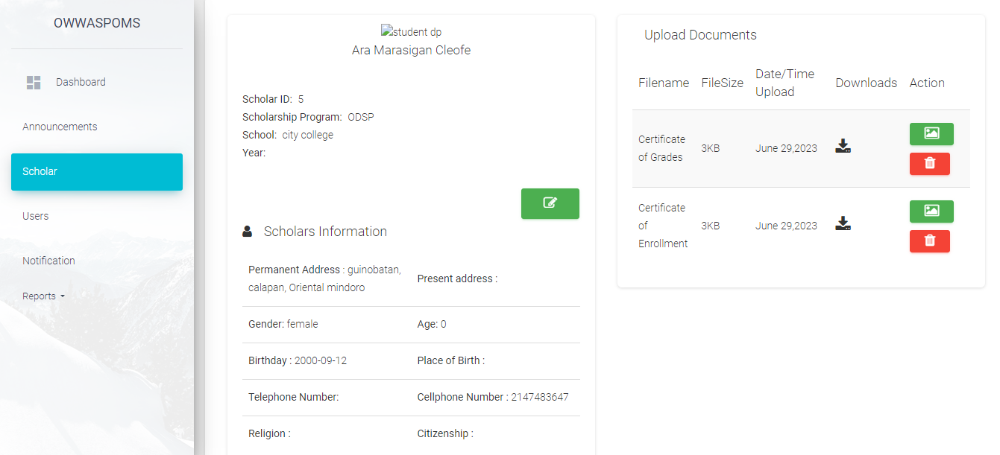 OWWASPOMS
Dashboard
Announcements
Scholar
Users
Notification
Reports
student dp
Ara Marasigan Cleofe
Scholar ID: 5
Scholarship Program: ODSP
School: city college
Year:
Scholars Information
Permanent Address : guinobatan,
calapan, Oriental mindoro
Present address :
Gender: female
Age: 0
Birthday : 2000-09-12
Place of Birth :
Telephone Number:
Cellphone Number : 2147483647
Religion :
Citizenship :
Upload Documents
Filename
FileSize
Date/Time
Upload
Downloads
Action
Certificate
of Grades
3KB
June 29,2023
Certificate
of
Enrollment
3KB
June 29,2023